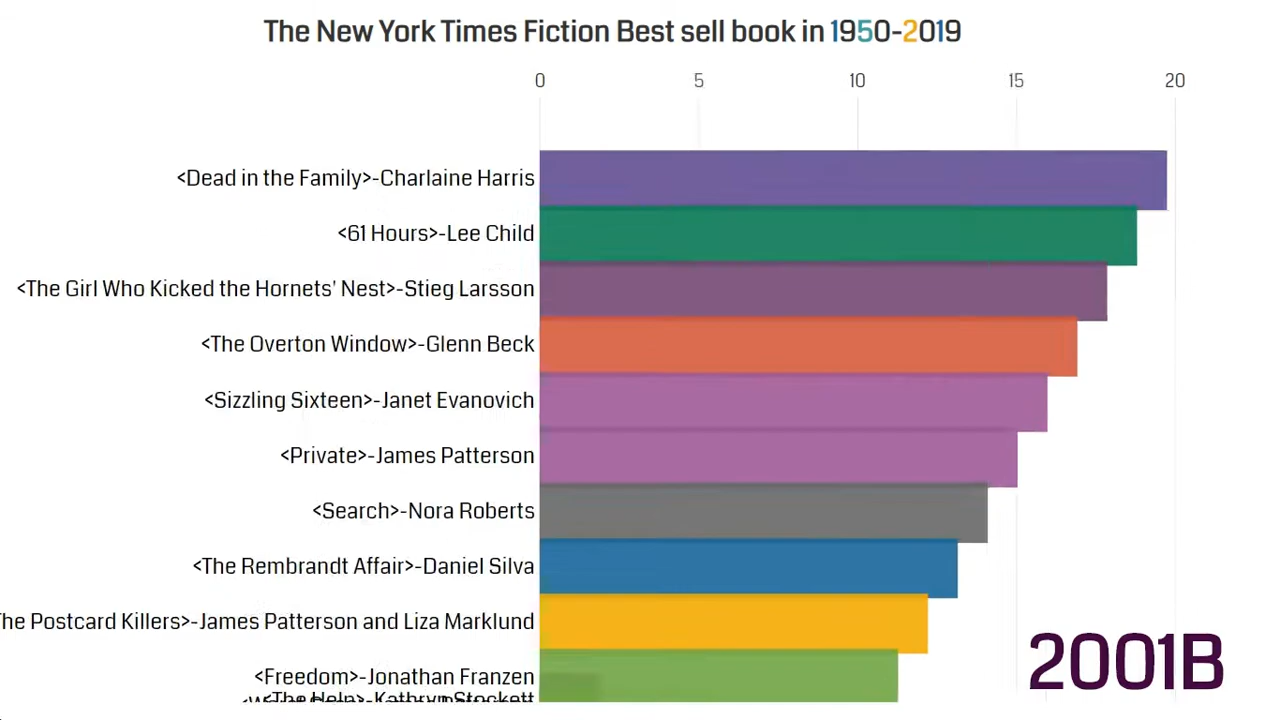 The New York Times Fiction Best sell book in 1950-2019
0 5 10 15 20
<Dead in the Family>-Charlaine Harris
<61 Hours>-Lee Child
<The Girl Who Kicked the Hornets' Nest>-Stieg Larsson
<The Overton Window>-Glenn Beck
<Sizzling Sixteen>-Janet Evanovich
<Private>-James Patterson
<Search>-Nora Roberts
<The Rembrandt Affair>-Daniel Silva
he Postcard Killers>-James Patterson and Liza Marklund
<Freedom>-Jonathan Franzen
<The Help>-Kathryn Stockett
2001B